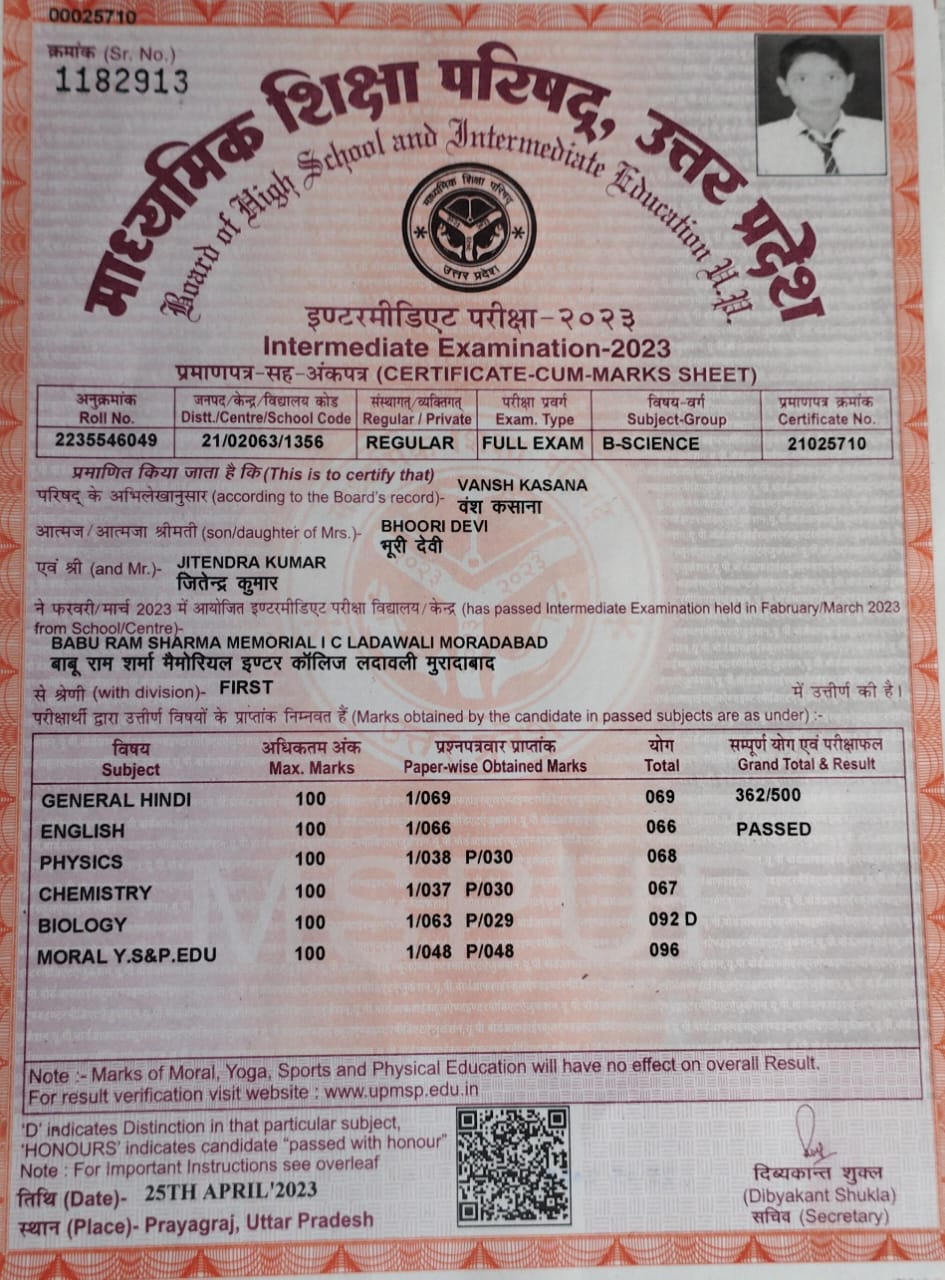 00025710
क्रमांक (Sr. No.)
1182913
माध्यमिक शिक्षा परिषद्, उत्तर प्रदेश
Board of High School and Intermediate Education U.P.
माध्यमिक शिक्षा परिषद्
उत्तर प्रदेश
इण्टरमीडिएट परीक्षा-२०२३
Intermediate Examination-2023
प्रमाणपत्र-सह-अंकपत्र (CERTIFICATE-CUM-MARKS SHEET)
अनुक्रमांक जनपद/केन्द्र/विद्यालय कोड संस्थागत्/व्यक्तिगत् परीक्षा प्रवर्ग विषय-वर्ग प्रमाणपत्र क्रमांक
Roll No. Distt./Centre/School Code Regular / Private Exam. Type Subject-Group Certificate No.
2235546049 21/02063/1356 REGULAR FULL EXAM B-SCIENCE 21025710
प्रमाणित किया जाता है कि (This is to certify that)
VANSH KASANA
परिषद् के अभिलेखानुसार (according to the Board's record)-
वंश कसाना
BHOORI DEVI
आत्मज/आत्मजा श्रीमती (son/daughter of Mrs.)-
भूरी देवी
एवं श्री (and Mr.)- JITENDRA KUMAR
जितेन्द्र कुमार
ने फरवरी/मार्च 2023 में आयोजित इण्टरमीडिएट परीक्षा विद्यालय/केन्द्र (has passed Intermediate Examination held in Fabruary/March 2023
from School/Centre)-
BABU RAM SHARMA MEMORIAL I C LADAWALI MORADABAD
बाबू राम शर्मा मैमोरियल इण्टर कॉलिज लदावली मुरादाबाद
से श्रेणी (with division)- FIRST में उत्तीर्ण की है।
परीक्षार्थी द्वारा उत्तीर्ण विषयों के प्राप्तांक निम्नवत हैं (Marks obtained by the candidate in passed subjects are as under) :-
विषय अधिकतम अंक प्रश्नपत्रवार प्राप्तांक योग सम्पूर्ण योग एवं परीक्षाफल
Subject Max. Marks Paper-wise Obtained Marks Total Grand Total & Result
GENERAL HINDI 100 1/069 069 362/500
ENGLISH 100 1/066 066 PASSED
PHYSICS 100 1/038 P/030 068
CHEMISTRY 100 1/037 P/030 067
BIOLOGY 100 1/063 P/029 092 D
MORAL Y.S&P.EDU 100 1/048 P/048 096
Note :- Marks of Moral, Yoga, Sports and Physical Education will have no effect on overall Result.
For result verification visit website : www.upmsp.edu.in
'D' indicates Distinction in that particular subject,
'HONOURS' indicates candidate "passed with honour"
Note : For Important Instructions see overleaf
तिथि (Date)- 25TH APRIL'2023
स्थान (Place)- Prayagraj, Uttar Pradesh
दिब्यकान्त शुक्ल
(Dibyakant Shukla)
सचिव (Secretary)